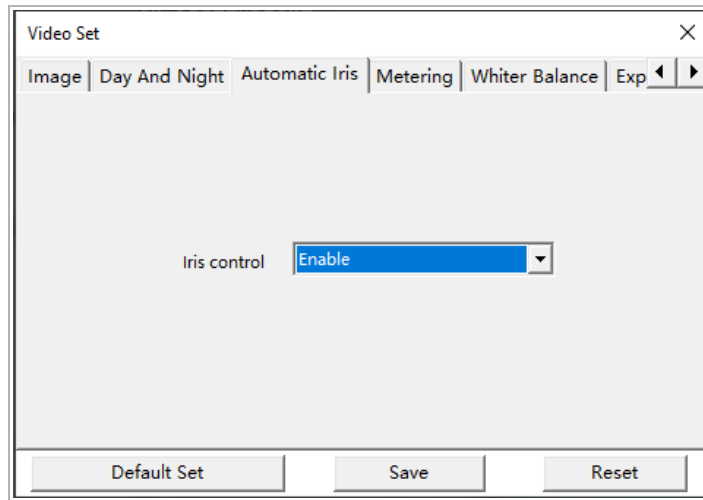 Video Set
Image Day And Night Automatic Iris Metering Whiter Balance Exp
Iris control Enable
Default Set Save Reset